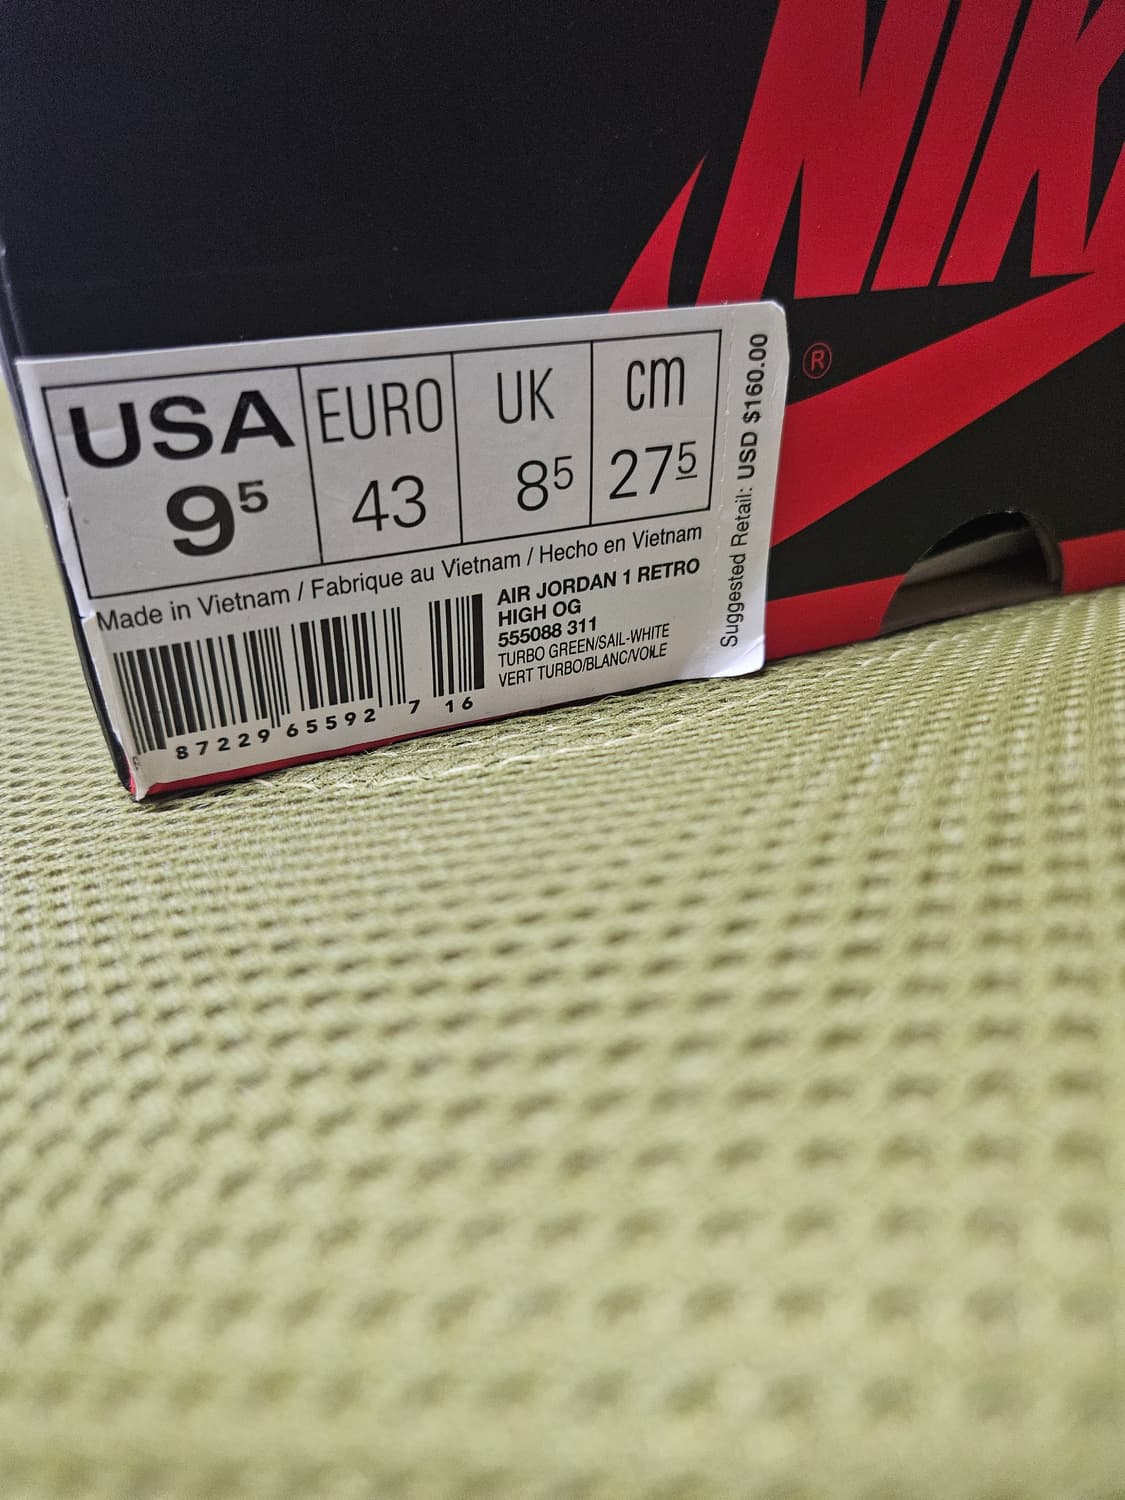 NIK
®
USA EURO UK cm
9⁵ 43 8⁵ 27⁵
Suggested Retail: USD $160.00
Made in Vietnam / Fabrique au Vietnam / Hecho en Vietnam
AIR JORDAN 1 RETRO
HIGH OG
555088 311
TURBO GREEN/SAIL-WHITE
VERT TURBO/BLANC/VOILE
87229 65592 7 16